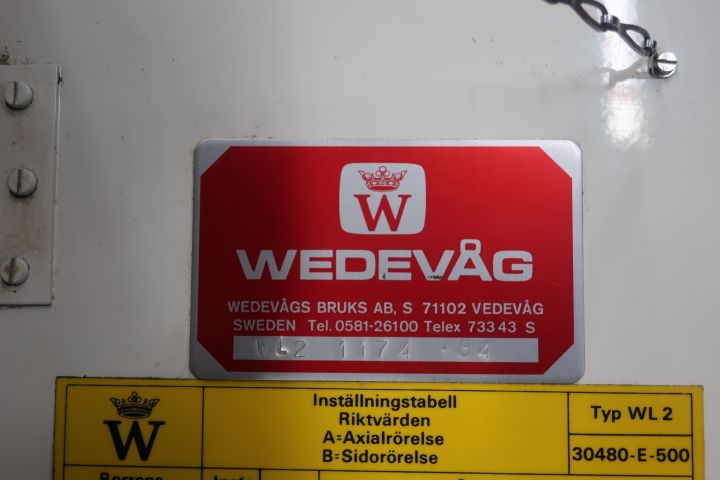 W
WEDEVÅG
WEDEVÅGS BRUKS AB, S 71102 VEDEVÅG
SWEDEN Tel. 0581-26100 Telex 733 43 S
WL2 1174 -84
W
Inställningstabell
Riktvärden
A=Axialrörelse
B=Sidorörelse
Typ WL 2
30480-E-500